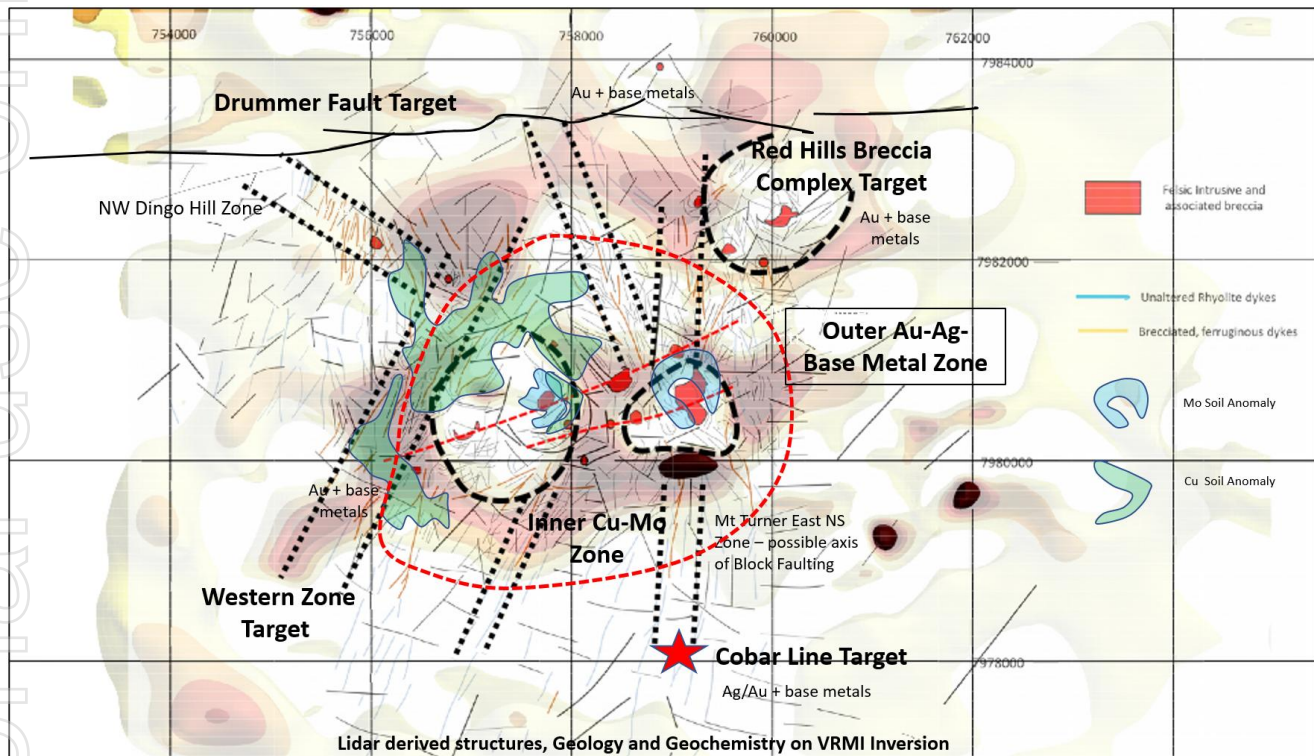 754000
756000
758000
760000
762000
7984000
Drummer Fault Target
Au + base metals
Red Hills Breccia
Complex Target
Au + base
metals
NW Dingo Hill Zone
Felsic Intrusive and
associated breccia
7982000
Unaltered Rhyolite dykes
Brecciated, ferruginous dykes
Outer Au-Ag-
Base Metal Zone
Mo Soil Anomaly
7980000
Cu Soil Anomaly
Au + base
metals
Inner Cu-Mo
Zone
Mt Turner East NS
Zone – possible axis
of Block Faulting
Western Zone
Target
Cobar Line Target
7978000
Ag/Au + base metals
Lidar derived structures, Geology and Geochemistry on VRMI Inversion